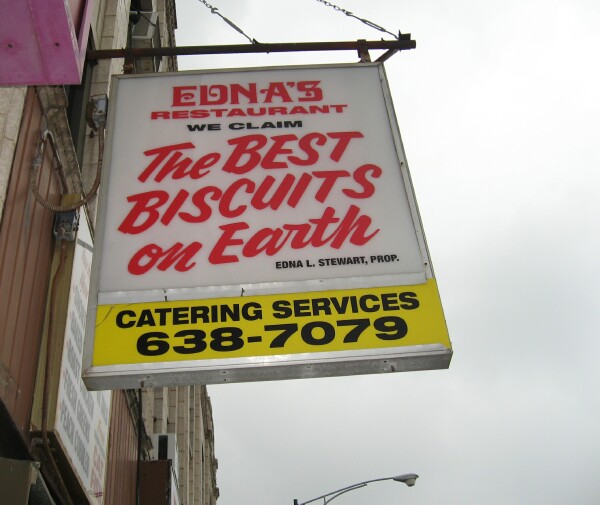 EDNA'S
RESTAURANT
WE CLAIM
The BEST
BISCUITS
on Earth
EDNA L. STEWART, PROP.
CATERING SERVICES
638-7079